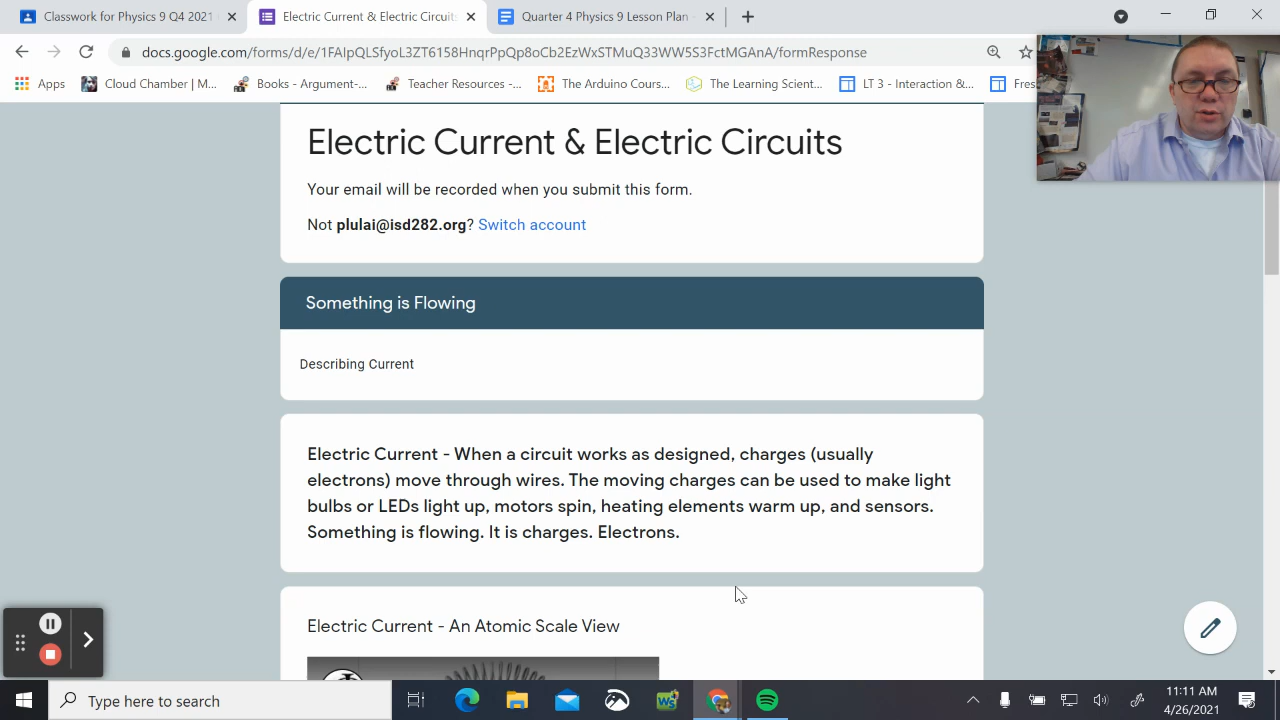 Classwork for Physics 9 Q4 2021
Electric Current & Electric Circuits
Quarter 4 Physics 9 Lesson Plan
Apps
Cloud Chamber | M...
Books - Argument-...
Teacher Resources -...
The Arduino Cours...
The Learning Scient...
LT 3 - Interaction &...
Electric Current & Electric Circuits
Your email will be recorded when you submit this form.
Not plulai@isd282.org? Switch account
Something is Flowing
Describing Current
Electric Current - When a circuit works as designed, charges (usually
electrons) move through wires. The moving charges can be used to make light
bulbs or LEDs light up, motors spin, heating elements warm up, and sensors.
Something is flowing. It is charges. Electrons.
Electric Current - An Atomic Scale View
Type here to search
11:11 AM
4/26/2021